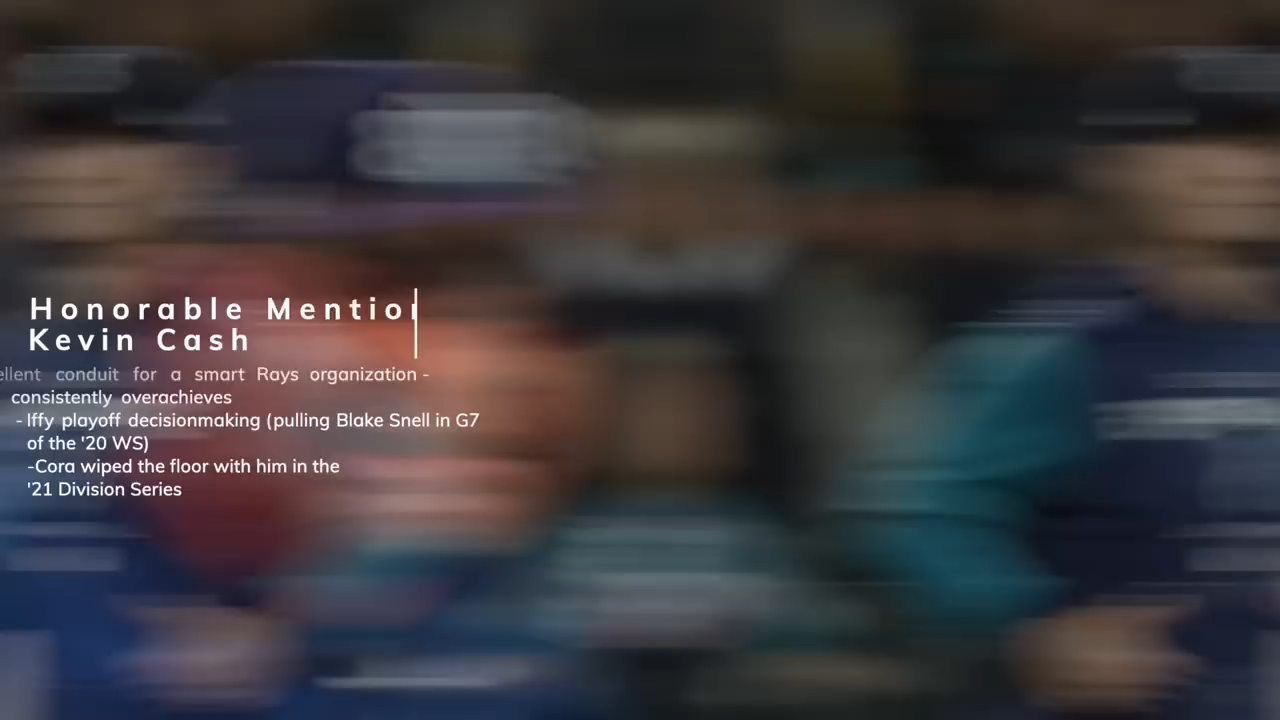 Honorable Mentio
Kevin Cash
ellent conduit for a smart Rays organization -
consistently overachieves
- Iffy playoff decisionmaking (pulling Blake Snell in G7
of the '20 WS)
-Cora wiped the floor with him in the
'21 Division Series